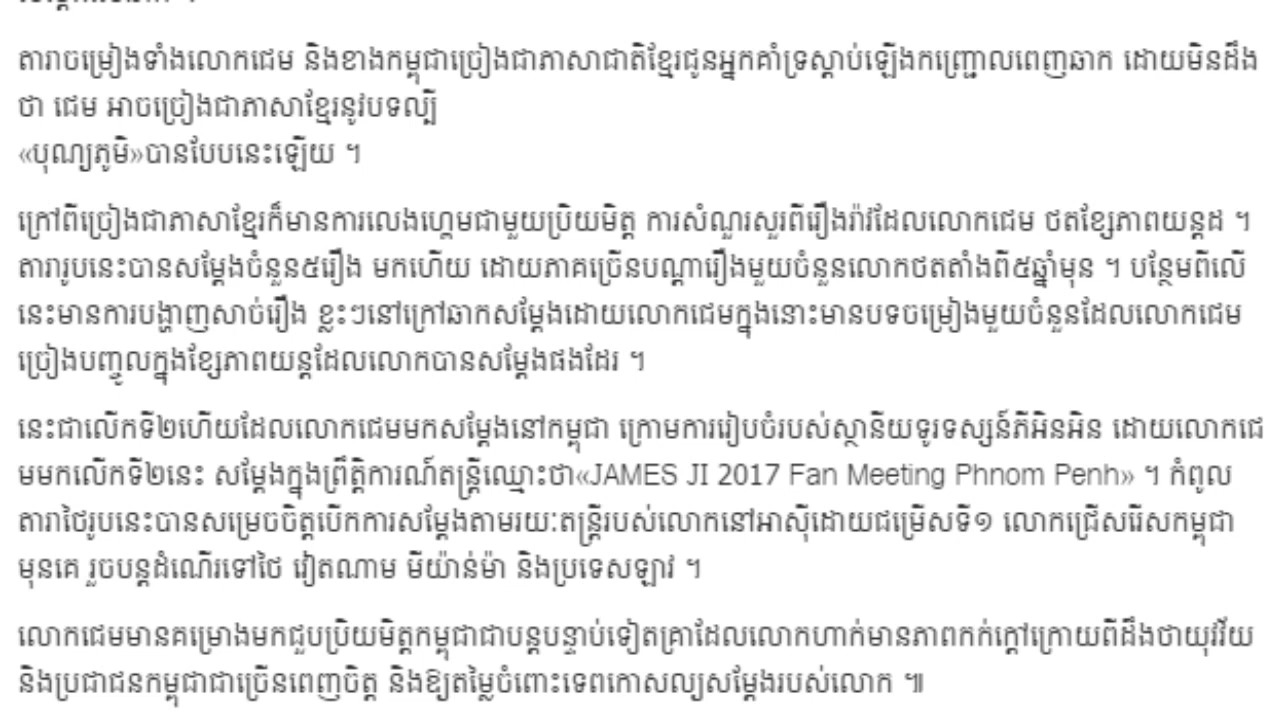 តារាចម្រៀងទាំងលោកជេម និងខាងកម្ពុជាច្រៀងជាភាសាជាតិខ្មែរជូនអ្នកគាំទ្រស្ដាប់ឡើងកញ្ជ្រោលពេញឆាក ដោយមិនដឹង
ថា ជេម អាចច្រៀងជាភាសាខ្មែរនូវបទល្បី
«បុណ្យភូមិ»បានបែបនេះឡើយ ។
ក្រៅពីច្រៀងជាភាសាខ្មែរក៏មានការលេងហ្គេមជាមួយប្រិយមិត្ត ការសំណួរសួរពីរឿងរ៉ាវដែលលោកជេម ថតខ្សែភាពយន្តដ ។
តារារូបនេះបានសម្ដែងចំនួន៥រឿង មកហើយ ដោយភាគច្រើនបណ្ដារឿងមួយចំនួនលោកថតតាំងពី៥ឆ្នាំមុន ។ បន្ថែមពីលើ
នេះមានការបង្ហាញសាច់រឿង ខ្លះៗនៅក្រៅឆាកសម្ដែងដោយលោកជេមក្នុងនោះមានបទចម្រៀងមួយចំនួនដែលលោកជេម
ច្រៀងបញ្ចូលក្នុងខ្សែភាពយន្តដែលលោកបានសម្ដែងផងដែរ ។
នេះជាលើកទី២ហើយដែលលោកជេមមកសម្ដែងនៅកម្ពុជា ក្រោមការរៀបចំរបស់ស្ថានីយទូរទស្សន៍ភីអិនអិន ដោយលោកជេ
មមកលើកទី២នេះ សម្ដែងក្នុងព្រឹត្តិការណ៍តន្ត្រីឈ្មោះថា«JAMES JI 2017 Fan Meeting Phnom Penh» ។ កំពូល
តារាថៃរូបនេះបានសម្រេចចិត្តបើកការសម្ដែងតាមរយៈតន្ត្រីរបស់លោកនៅអាស៊ីដោយជម្រើសទី១ លោកជ្រើសរើសកម្ពុជា
មុនគេ រួចបន្តដំណើរទៅថៃ វៀតណាម មីយ៉ាន់ម៉ា និងប្រទេសឡាវ ។
លោកជេមមានគម្រោងមកជួបប្រិយមិត្តកម្ពុជាជាបន្តបន្ទាប់ទៀតគ្រាដែលលោកហាក់មានភាពកក់ក្ដៅក្រោយពីដឹងថាយុវវ័យ
និងប្រជាជនកម្ពុជាជាច្រើនពេញចិត្ត និងឱ្យតម្លៃចំពោះទេពកោសល្យសម្ដែងរបស់លោក ៕